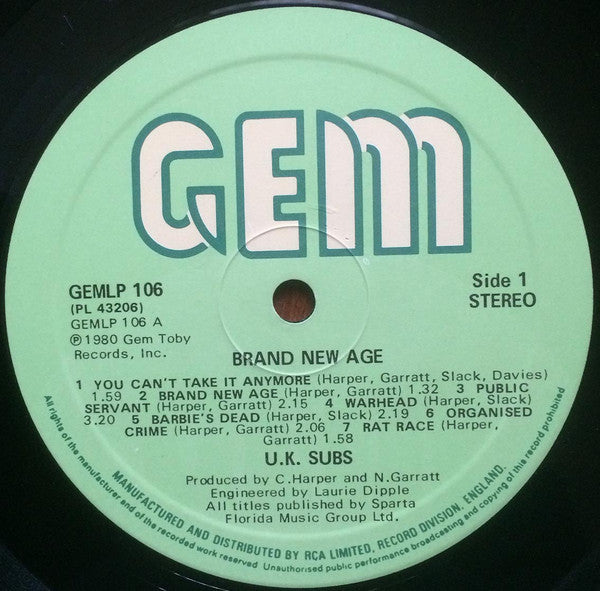 GEM
GEMLP 106
(PL 43206)
GEMLP 106 A
℗ 1980 Gem Toby
Records, Inc.
Side 1
STEREO
BRAND NEW AGE
1 YOU CAN'T TAKE IT ANYMORE (Harper, Garratt, Slack, Davies)
1.59 2 BRAND NEW AGE (Harper, Garratt) 1.32 3 PUBLIC
SERVANT (Harper, Garratt) 2.15 4 WARHEAD (Harper, Slack)
3.20 5 BARBIE'S DEAD (Harper, Slack) 2.19 6 ORGANISED
CRIME (Harper, Garratt) 2.06 7 RAT RACE (Harper,
Garratt) 1.58
U.K. SUBS
Produced by C.Harper and N.Garratt
Engineered by Laurie Dipple
All titles published by Sparta
Florida Music Group Ltd.
MANUFACTURED AND DISTRIBUTED BY RCA LIMITED, RECORD DIVISION, ENGLAND.
All rights of the manufacturer and of the owner of the recorded work reserved Unauthorised public performance broadcasting and copying of this record prohibited